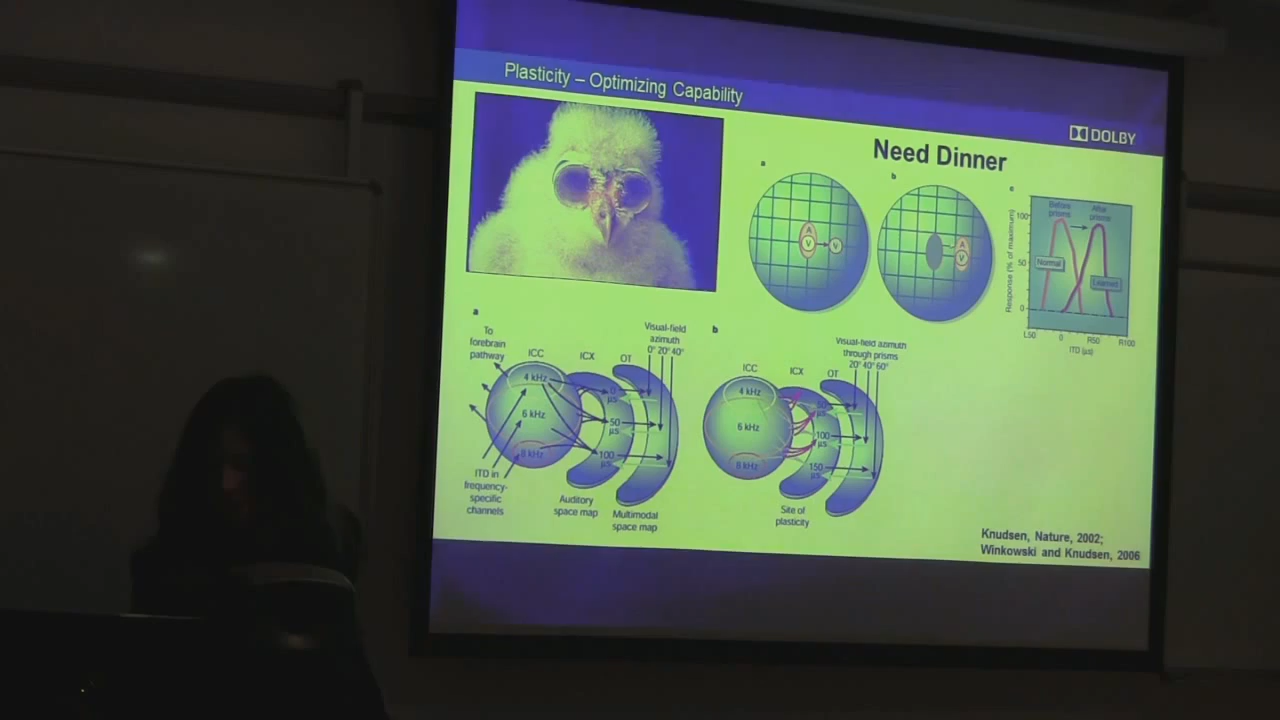 Plasticity – Optimizing Capability
DOLBY
Need Dinner
a
b
c
A
V
V
A
V
Response (% of maximum)
100
50
0
Before prisms
After prisms
Normal
Learned
L50
0
R50
R100
ITD (µs)
a
To
forebrain
pathway
ICC
ICX
OT
Visual-field
azimuth
0° 20° 40°
4 kHz
6 kHz
8 kHz
0
µs
50
µs
100
µs
ITD in
frequency-
specific
channels
Auditory
space map
Multimodal
space map
b
ICC
ICX
OT
Visual-field azimuth
through prisms
20° 40° 60°
4 kHz
6 kHz
8 kHz
50
µs
100
µs
150
µs
Site of
plasticity
Knudsen, Nature, 2002;
Winkowski and Knudsen, 2006